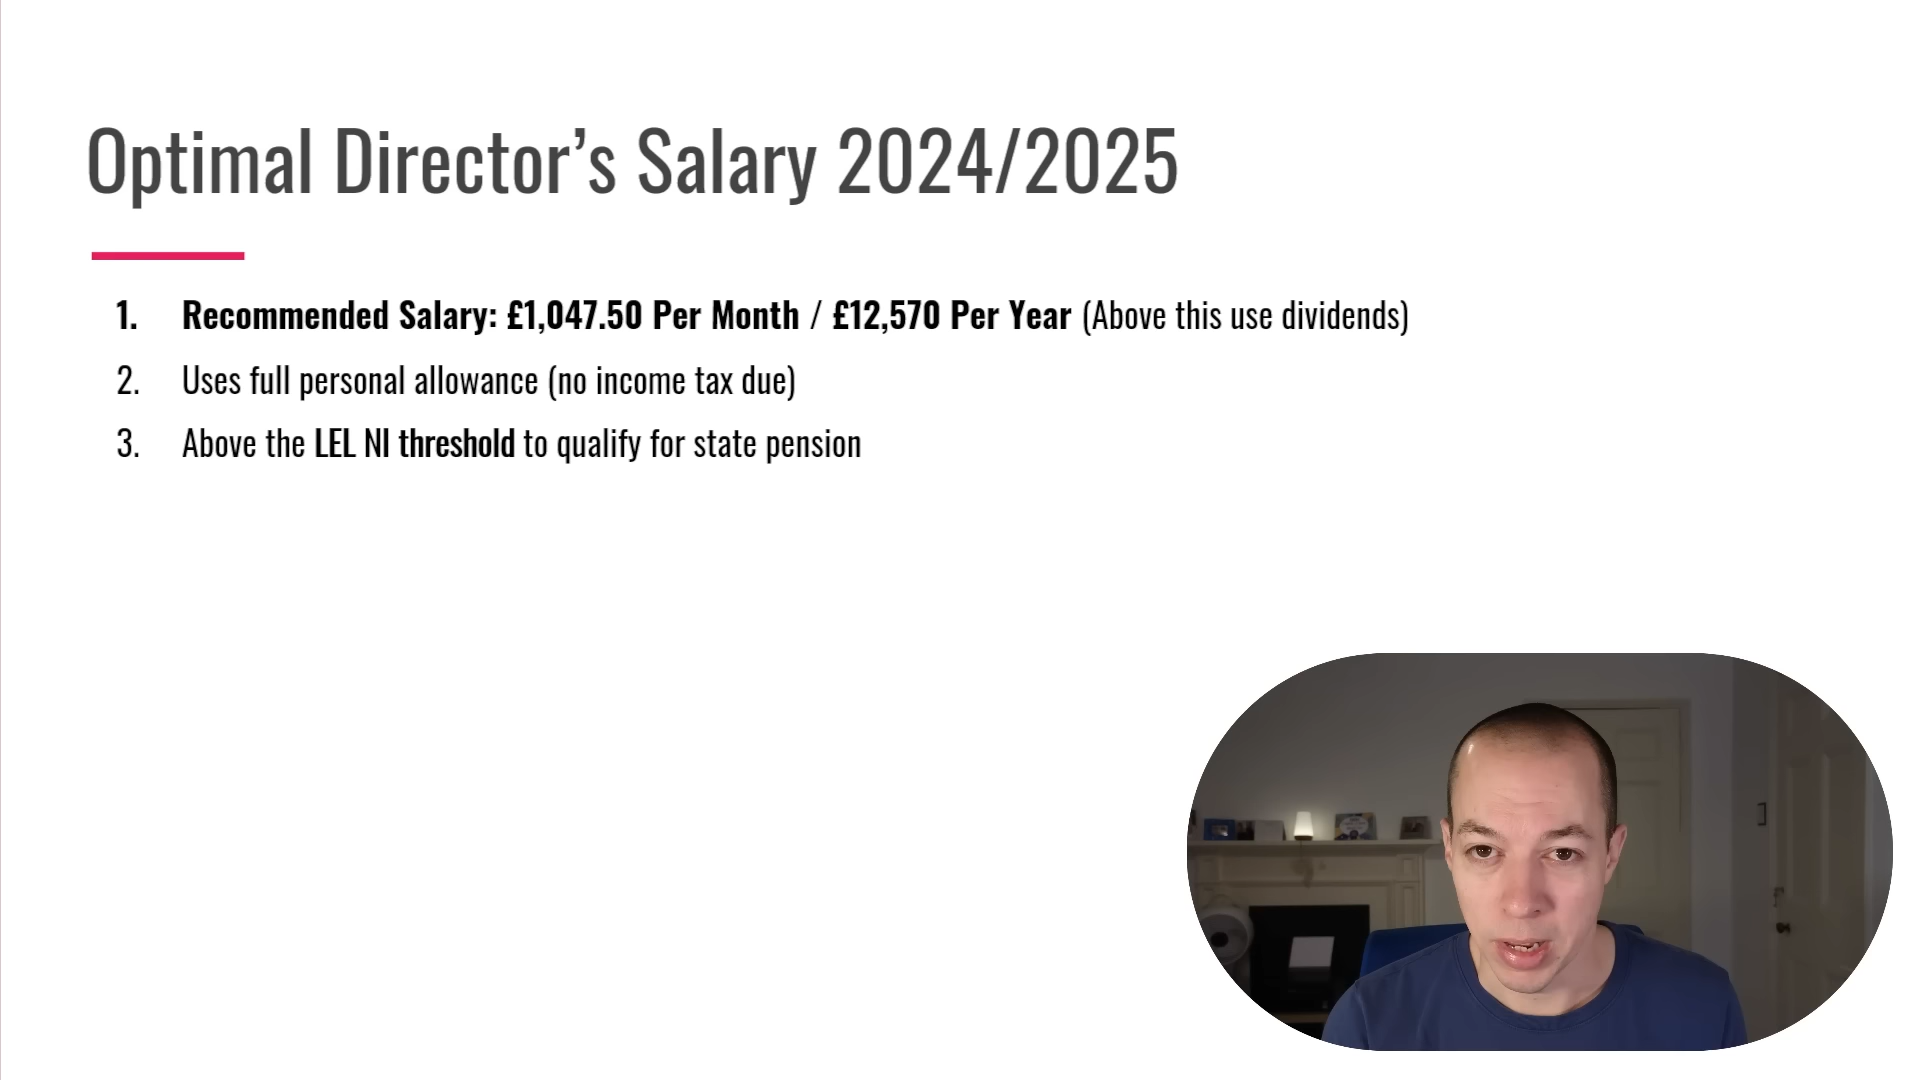 Optimal Director’s Salary 2024/2025
1. Recommended Salary: £1,047.50 Per Month / £12,570 Per Year (Above this use dividends)
2. Uses full personal allowance (no income tax due)
3. Above the LEL NI threshold to qualify for state pension